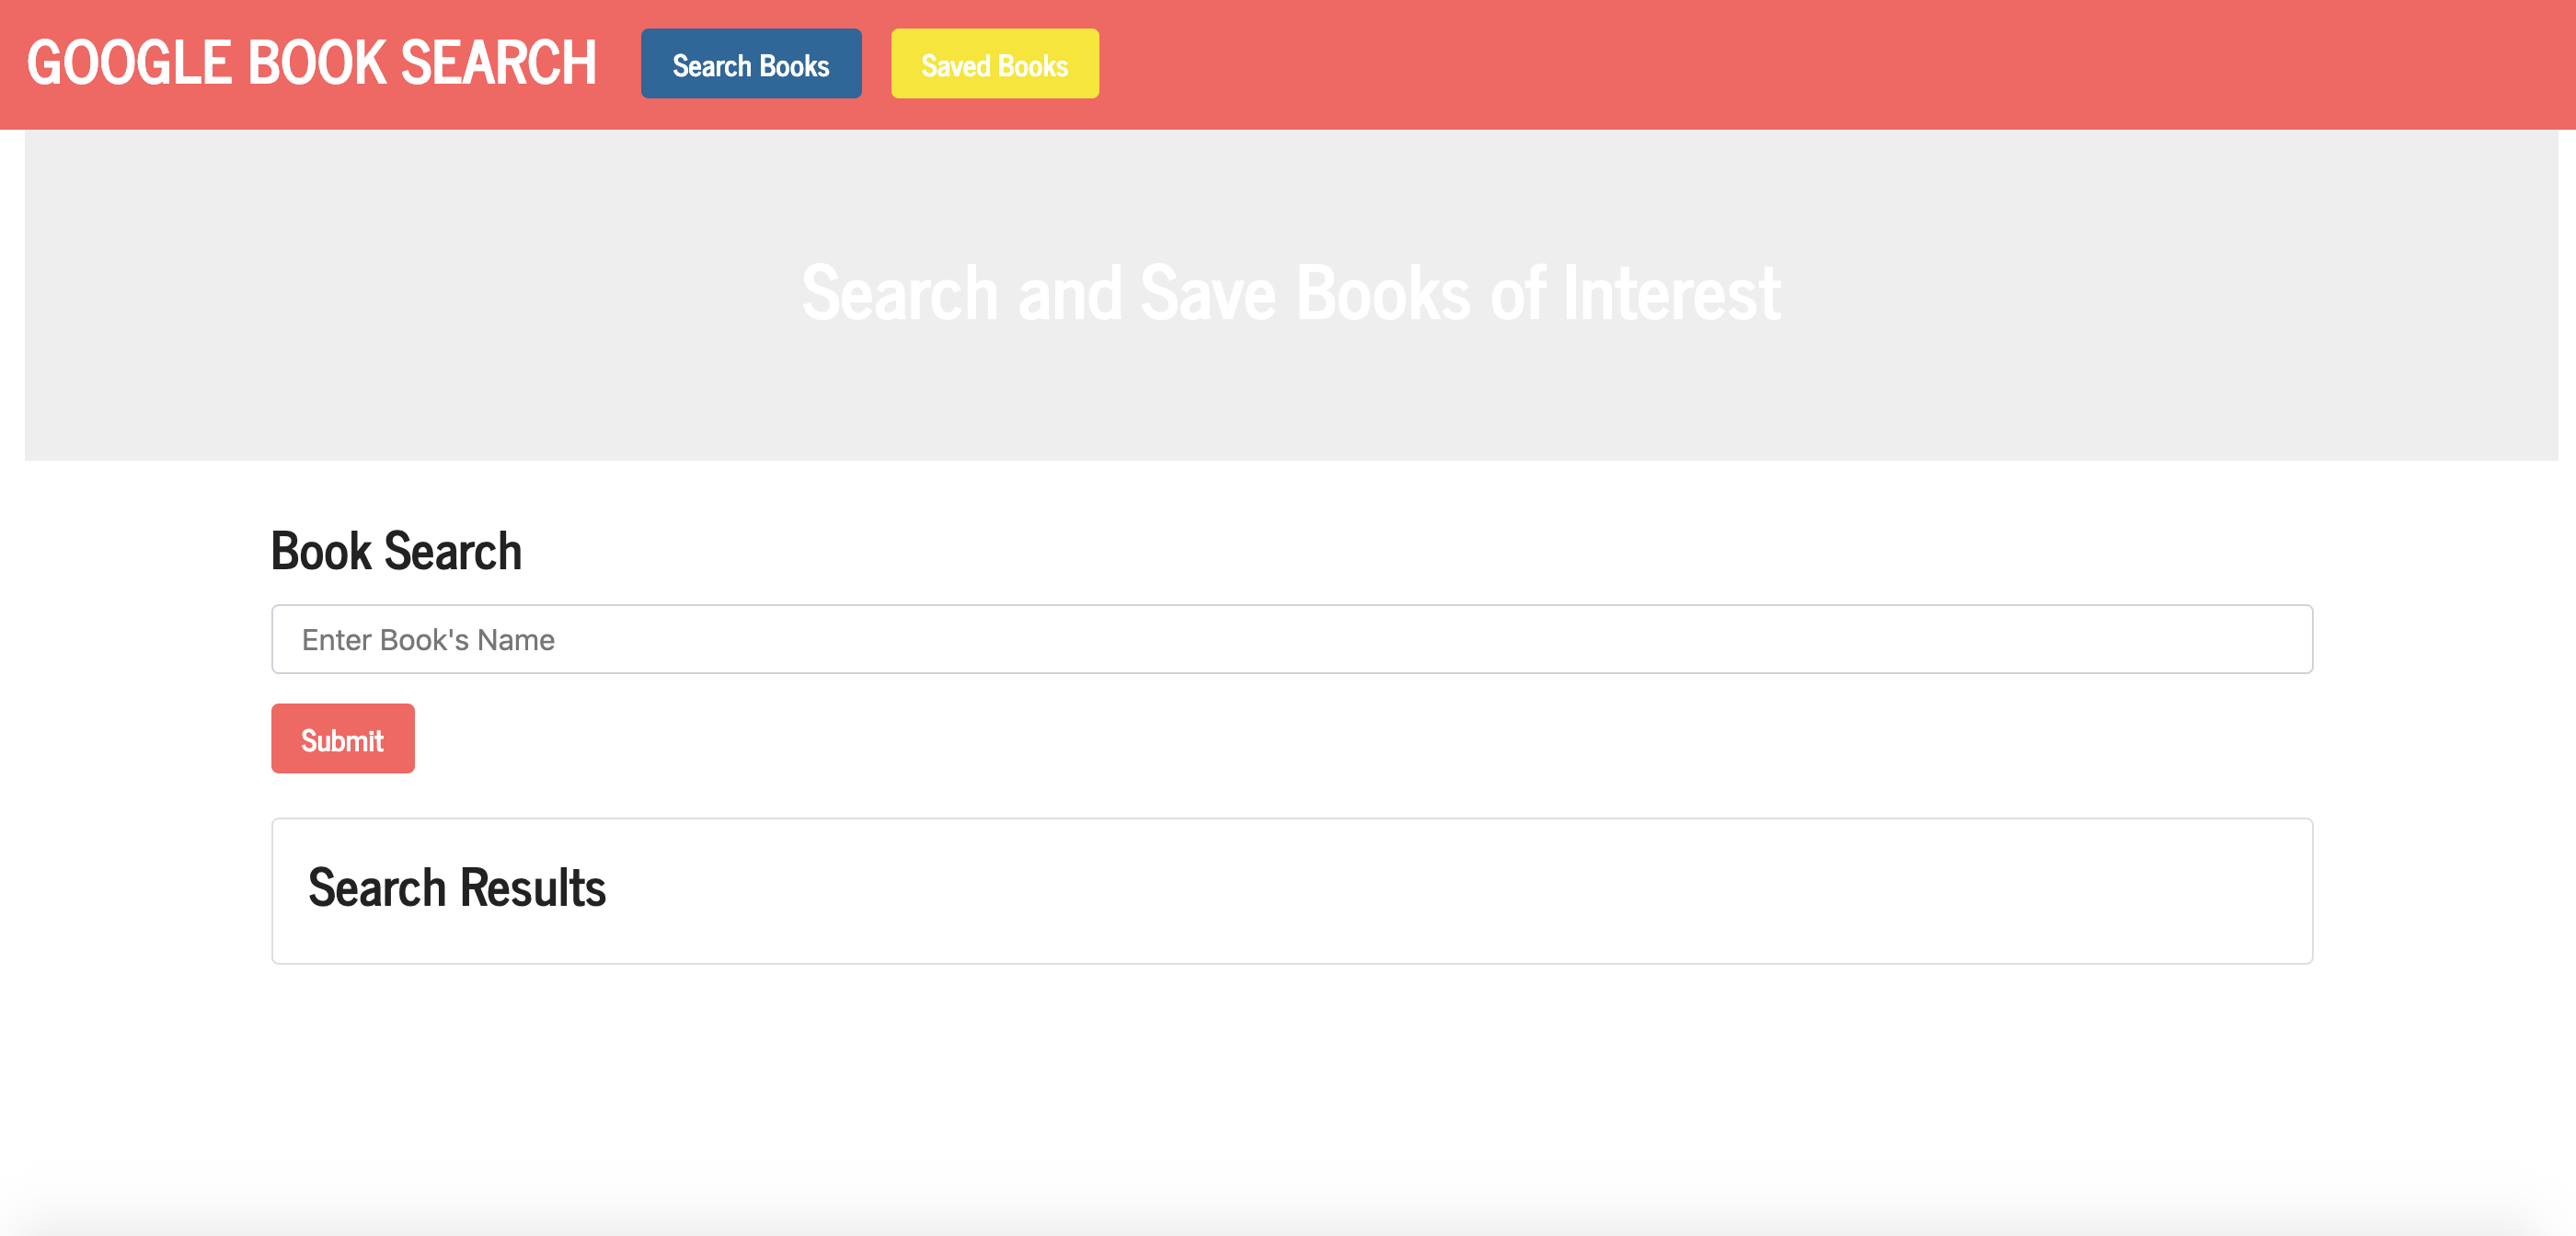 GOOGLE BOOK SEARCH Search Books Saved Books
Search and Save Books of Interest
Book Search
Enter Book's Name
Submit
Search Results